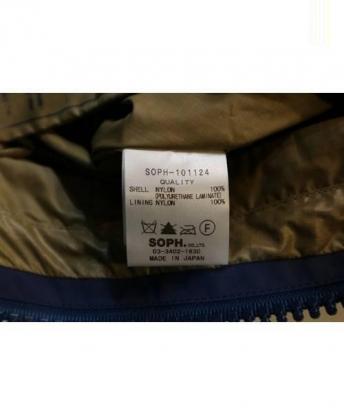 SOPH-101124
QUALITY
SHELL NYLON 100%
(POLYURETHANE LAMINATE)
LINING NYLON 100%
F
SOPH.CO.,LTD.
03-3402-1630
MADE IN JAPAN